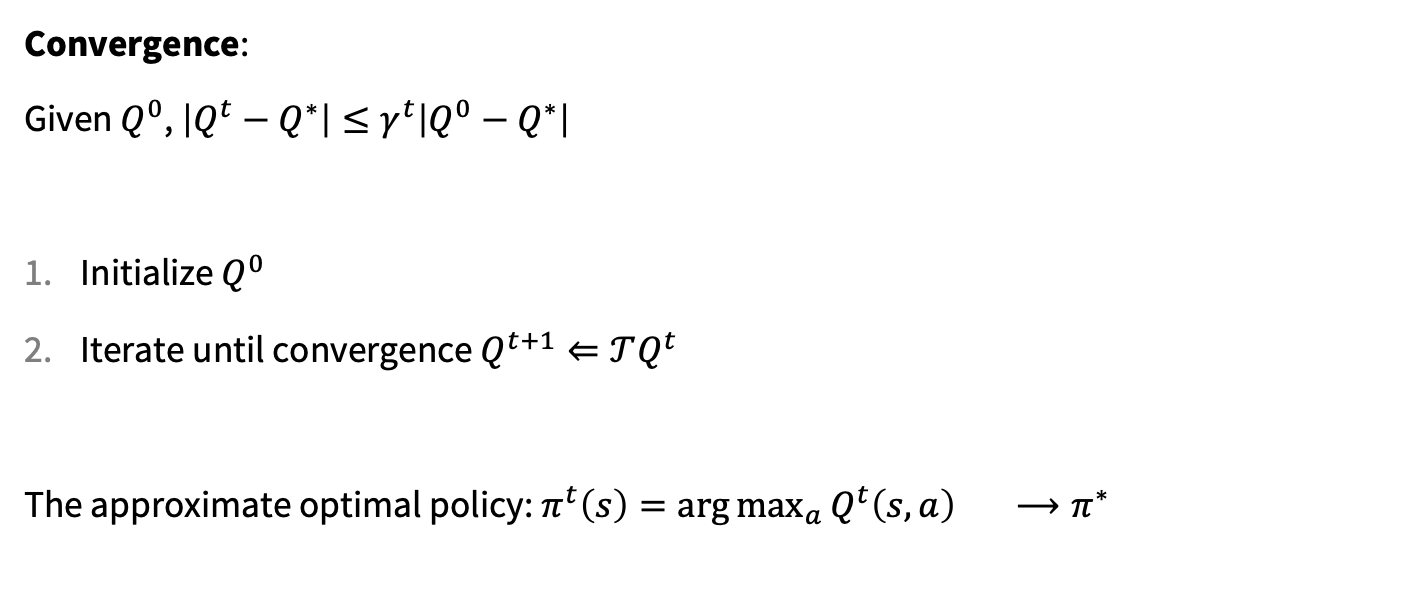 Convergence:
Given Q⁰, |Qᵗ − Q*| ≤ γᵗ|Q⁰ − Q*|
1. Initialize Q⁰
2. Iterate until convergence Qᵗ⁺¹ ⇐ 𝒯Qᵗ
The approximate optimal policy: πᵗ(s) = arg maxₐ Qᵗ(s, a) ⟶ π*